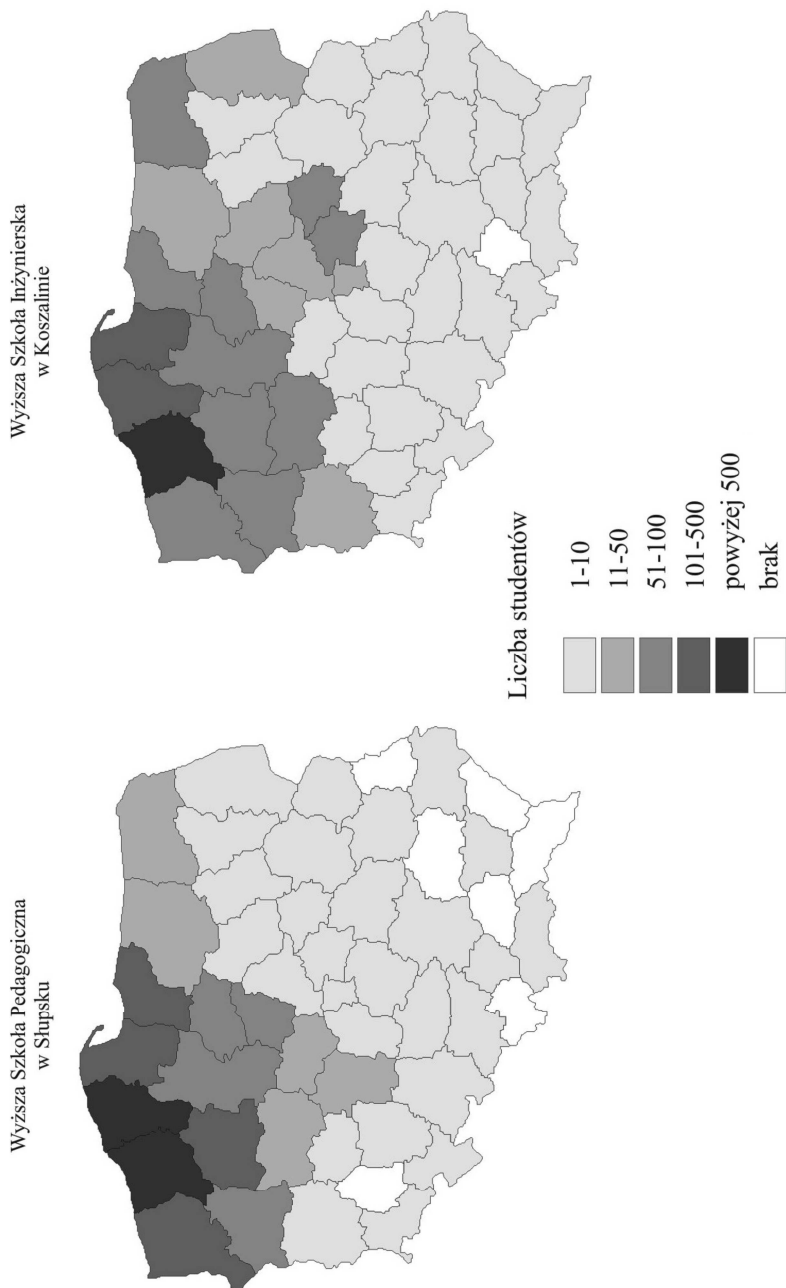 Wyższa Szkoła Pedagogiczna
w Słupsku
Wyższa Szkoła Inżynierska
w Koszalinie
Liczba studentów
1-10
11-50
51-100
101-500
powyżej 500
brak